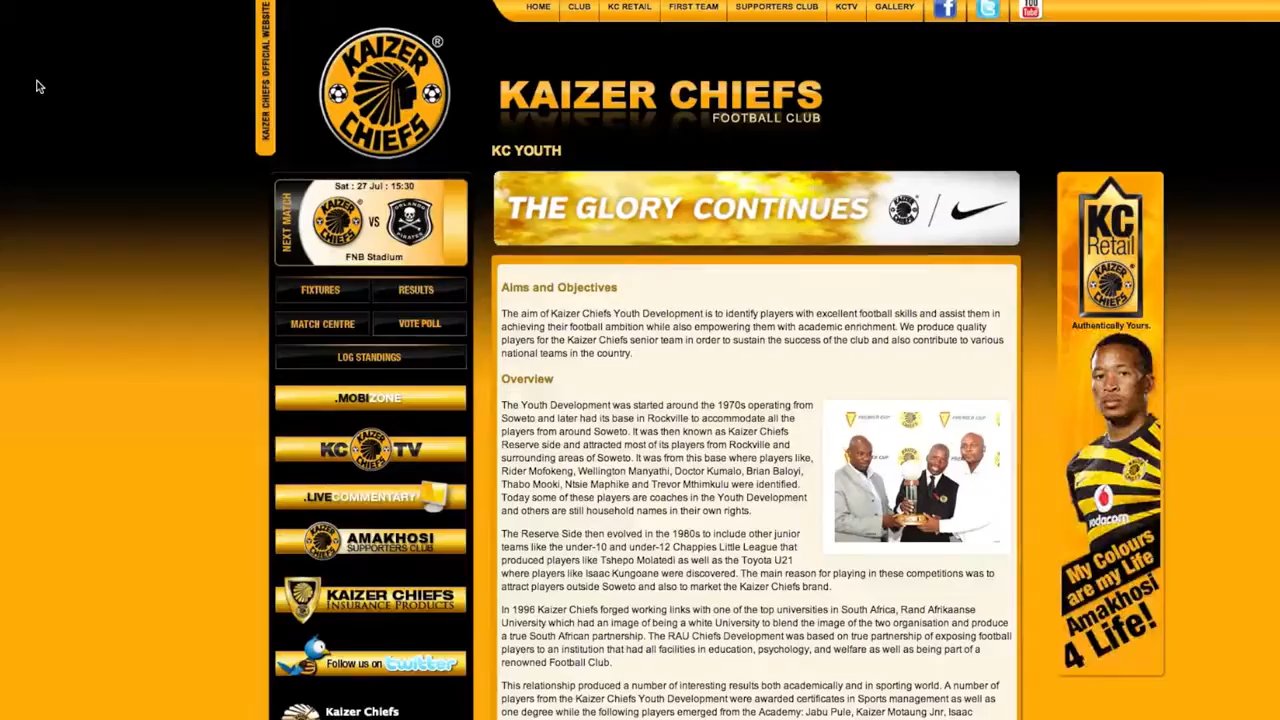 HOME
CLUB
KC RETAIL
FIRST TEAM
SUPPORTERS CLUB
KCTV
GALLERY
You
Tube
KAIZER CHIEFS OFFICIAL WEBSITE
KAIZER
CHIEFS
®
KAIZER CHIEFS
FOOTBALL CLUB
KC YOUTH
NEXT MATCH
Sat : 27 Jul : 15:30
KAIZER
CHIEFS
VS
ORLANDO
PIRATES
FNB Stadium
FIXTURES
RESULTS
MATCH CENTRE
VOTE POLL
LOG STANDINGS
.MOBIZONE
KC TV
.LIVECOMMENTARY
AMAKHOSI
SUPPORTERS CLUB
KAIZER CHIEFS
INSURANCE PRODUCTS
Follow us on twitter
Kaizer Chiefs
THE GLORY CONTINUES
Aims and Objectives
The aim of Kaizer Chiefs Youth Development is to identify players with excellent football skills and assist them in
achieving their football ambition while also empowering them with academic enrichment. We produce quality
players for the Kaizer Chiefs senior team in order to sustain the success of the club and also contribute to various
national teams in the country.
Overview
The Youth Development was started around the 1970s operating from
Soweto and later had its base in Rockville to accommodate all the
players from around Soweto. It was then known as Kaizer Chiefs
Reserve side and attracted most of its players from Rockville and
surrounding areas of Soweto. It was from this base where players like,
Rider Mofokeng, Wellington Manyathi, Doctor Kumalo, Brian Baloyi,
Thabo Mooki, Ntsie Maphike and Trevor Mthimkulu were identified.
Today some of these players are coaches in the Youth Development
and others are still household names in their own rights.
The Reserve Side then evolved in the 1980s to include other junior
teams like the under-10 and under-12 Chappies Little League that
produced players like Tshepo Molatedi as well as the Toyota U21
where players like Isaac Kungoane were discovered. The main reason for playing in these competitions was to
attract players outside Soweto and also to market the Kaizer Chiefs brand.
In 1996 Kaizer Chiefs forged working links with one of the top universities in South Africa, Rand Afrikaanse
University which had an image of being a white University to blend the image of the two organisation and produce
a true South African partnership. The RAU Chiefs Development was based on true partnership of exposing football
players to an institution that had all facilities in education, psychology, and welfare as well as being part of a
renowned Football Club.
This relationship produced a number of interesting results both academically and in sporting world. A number of
players from the Kaizer Chiefs Youth Development were awarded certificates in Sports management as well as
one degree while the following players emerged from the Academy: Jabu Pule, Kaizer Motaung Jnr, Isaac
KC
Retail
KAIZER
CHIEFS
Authentically Yours.
vodacom
My Colours
are my Life
Amakhosi
4 Life!